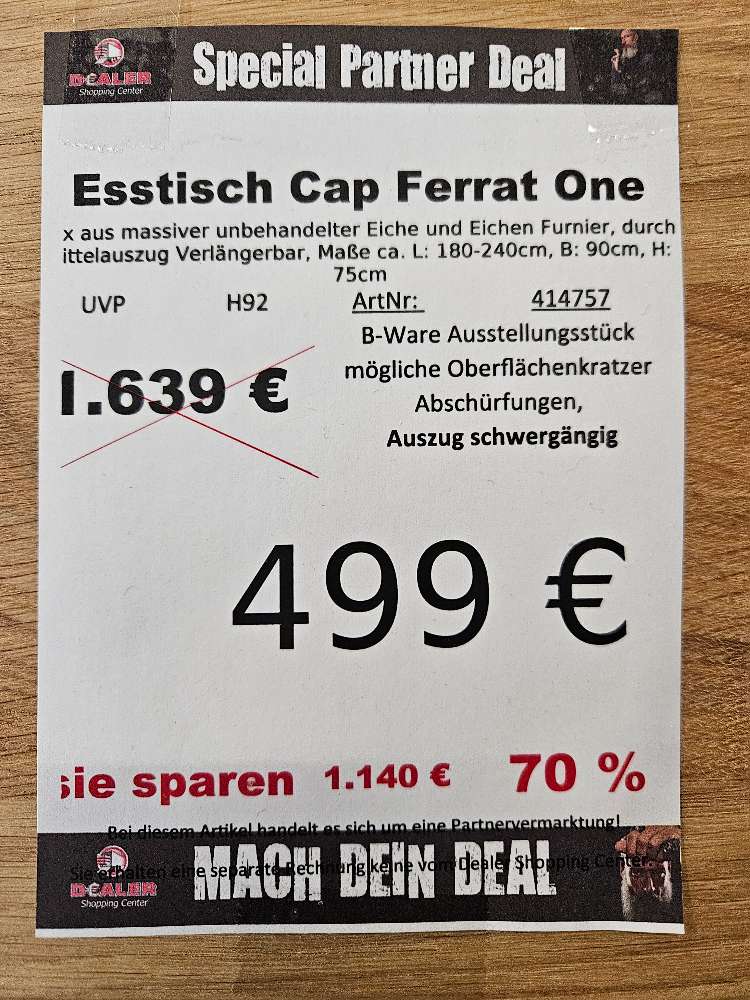 DEALER
Shopping Center
Special Partner Deal
Esstisch Cap Ferrat One
x aus massiver unbehandelter Eiche und Eichen Furnier, durch
ittelauszug Verlängerbar, Maße ca. L: 180-240cm, B: 90cm, H:
75cm
UVP H92 ArtNr: 414757
B-Ware Ausstellungsstück
mögliche Oberflächenkratzer
1.639 €
Abschürfungen,
Auszug schwergängig
499 €
sie sparen 1.140 € 70 %
Bei diesem Artikel handelt es sich um eine Partnervermarktung!
Sie erhalten eine separate Rechnung keine vom Dealer Shopping Center
DEALER
Shopping Center
MACH DEIN DEAL